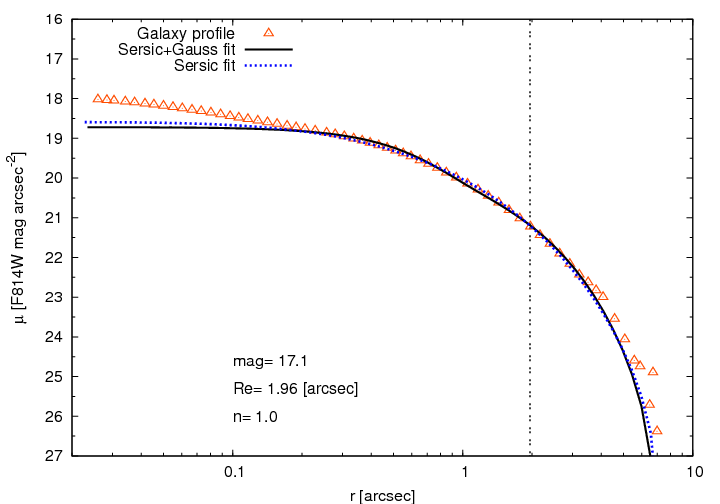 Galaxy profile
Sersic+Gauss fit
Sersic fit
16
17
18
19
20
21
22
23
24
25
26
27
μ [F814W mag arcsec-2]
mag= 17.1
Re= 1.96 [arcsec]
n= 1.0
0.1
1
10
r [arcsec]